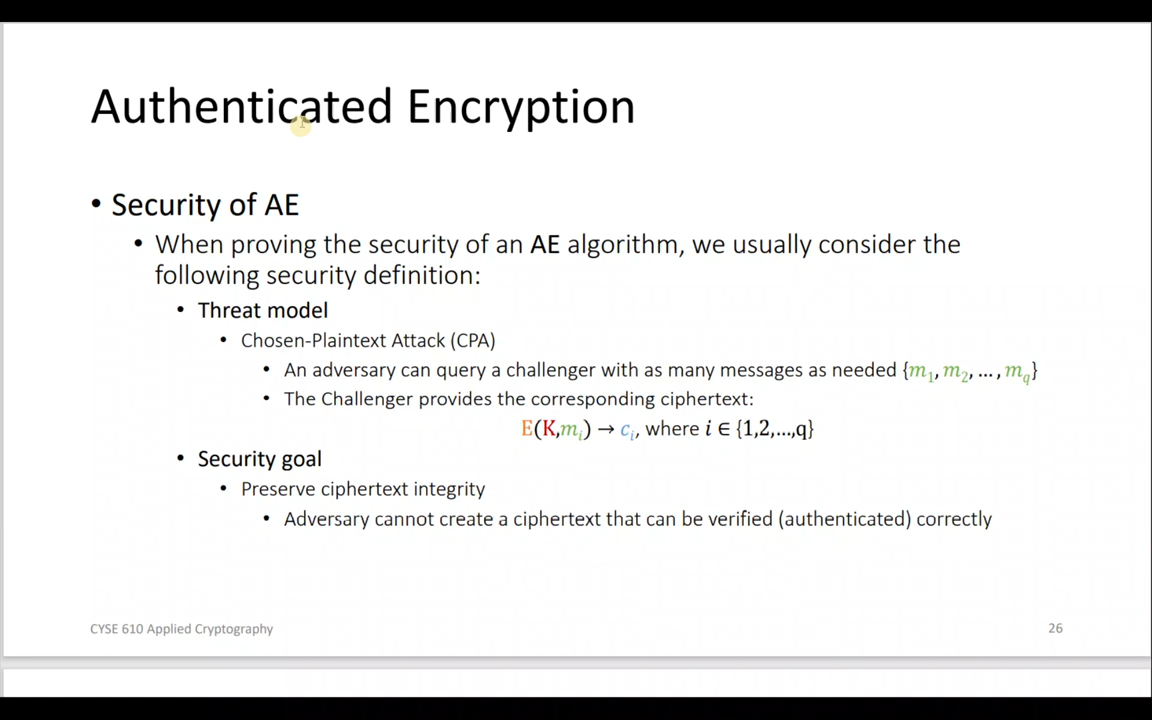 Authenticated Encryption
• Security of AE
• When proving the security of an AE algorithm, we usually consider the
following security definition:
• Threat model
• Chosen-Plaintext Attack (CPA)
• An adversary can query a challenger with as many messages as needed {m₁, m₂, … , m_q}
• The Challenger provides the corresponding ciphertext:
E(K,mᵢ) → cᵢ, where i ∈ {1,2,...,q}
• Security goal
• Preserve ciphertext integrity
• Adversary cannot create a ciphertext that can be verified (authenticated) correctly
CYSE 610 Applied Cryptography
26